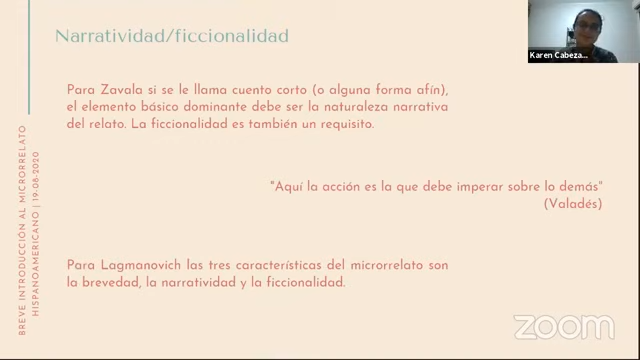 Narratividad/ficcionalidad
Karen Cabeza...
Para Zavala si se le llama cuento corto (o alguna forma afín),
el elemento básico dominante debe ser la naturaleza narrativa
del relato. La ficcionalidad es también un requisito.
"Aquí la acción es la que debe imperar sobre lo demás"
(Valadés)
Para Lagmanovich las tres características del microrrelato son
la brevedad, la narratividad y la ficcionalidad.
BREVE INTRODUCCIÓN AL MICRORRELATO
HISPANOAMERICANO | 19.08.2020
zoom